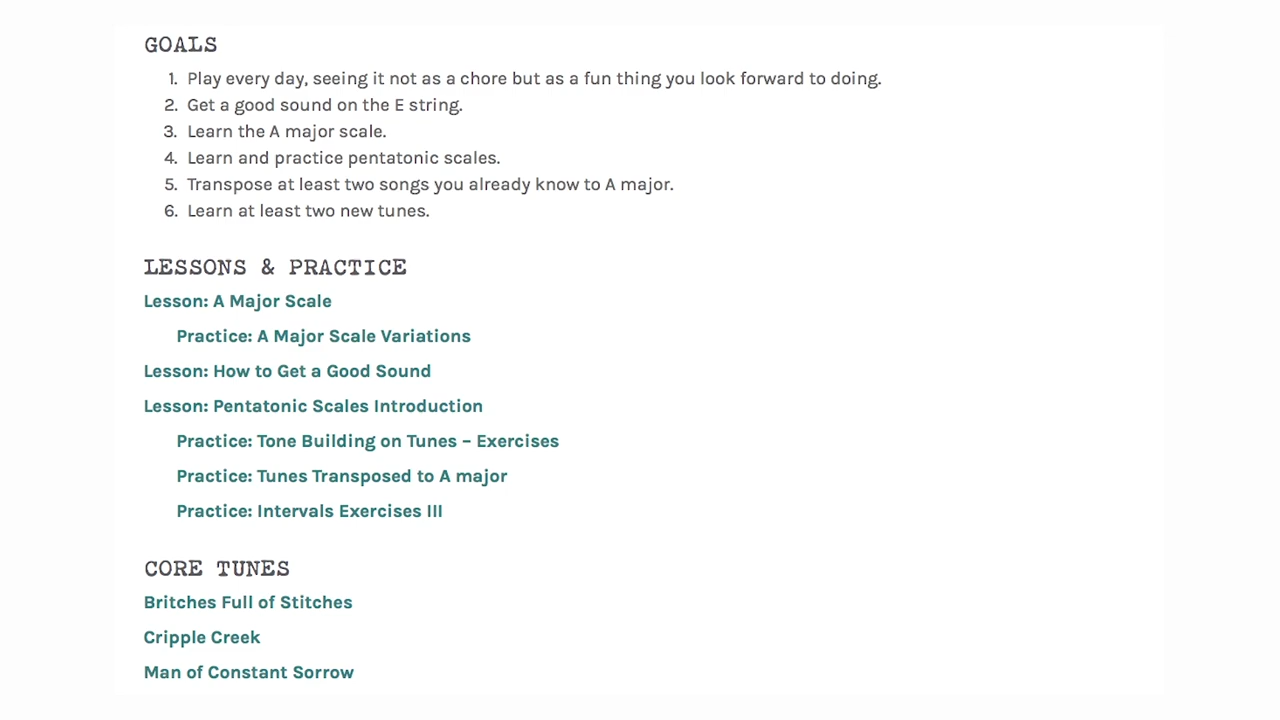 GOALS
1. Play every day, seeing it not as a chore but as a fun thing you look forward to doing.
2. Get a good sound on the E string.
3. Learn the A major scale.
4. Learn and practice pentatonic scales.
5. Transpose at least two songs you already know to A major.
6. Learn at least two new tunes.
LESSONS & PRACTICE
Lesson: A Major Scale
Practice: A Major Scale Variations
Lesson: How to Get a Good Sound
Lesson: Pentatonic Scales Introduction
Practice: Tone Building on Tunes – Exercises
Practice: Tunes Transposed to A major
Practice: Intervals Exercises III
CORE TUNES
Britches Full of Stitches
Cripple Creek
Man of Constant Sorrow